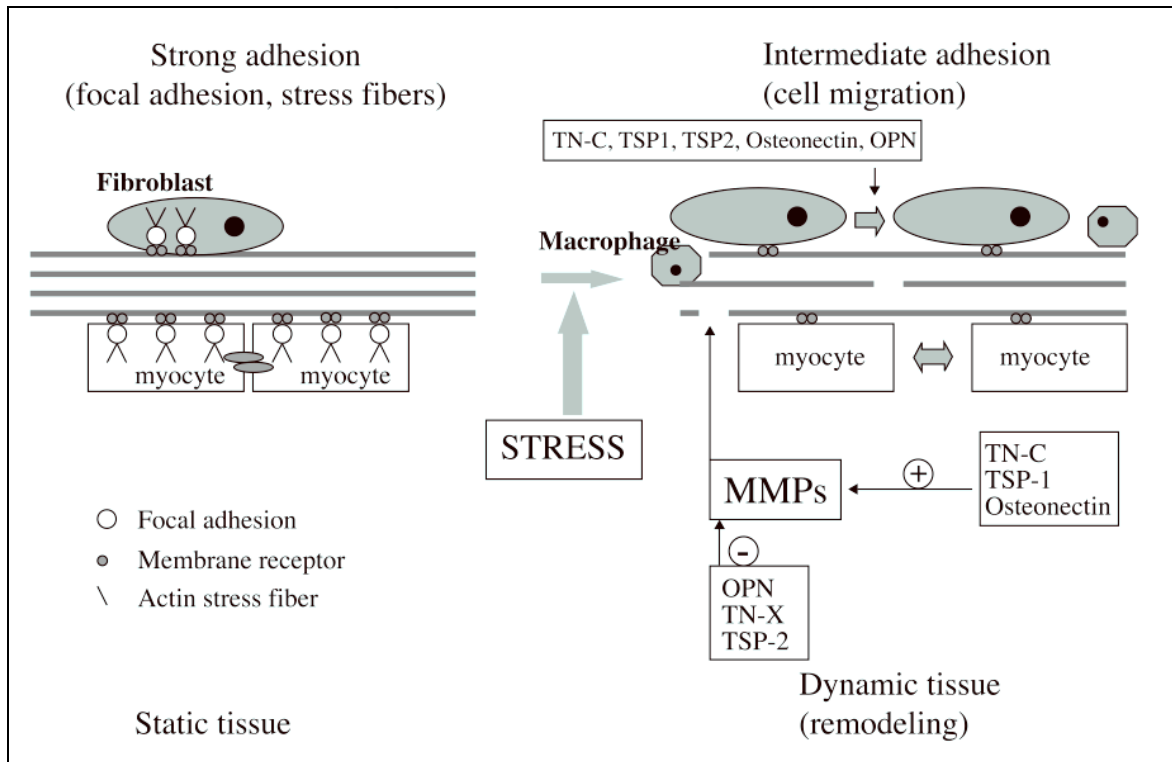 Strong adhesion
(focal adhesion, stress fibers)
Intermediate adhesion
(cell migration)
TN-C, TSP1, TSP2, Osteonectin, OPN
Fibroblast
Macrophage
myocyte
myocyte
myocyte
myocyte
STRESS
MMPs
+
TN-C
TSP-1
Osteonectin
-
OPN
TN-X
TSP-2
Focal adhesion
Membrane receptor
Actin stress fiber
Static tissue
Dynamic tissue
(remodeling)